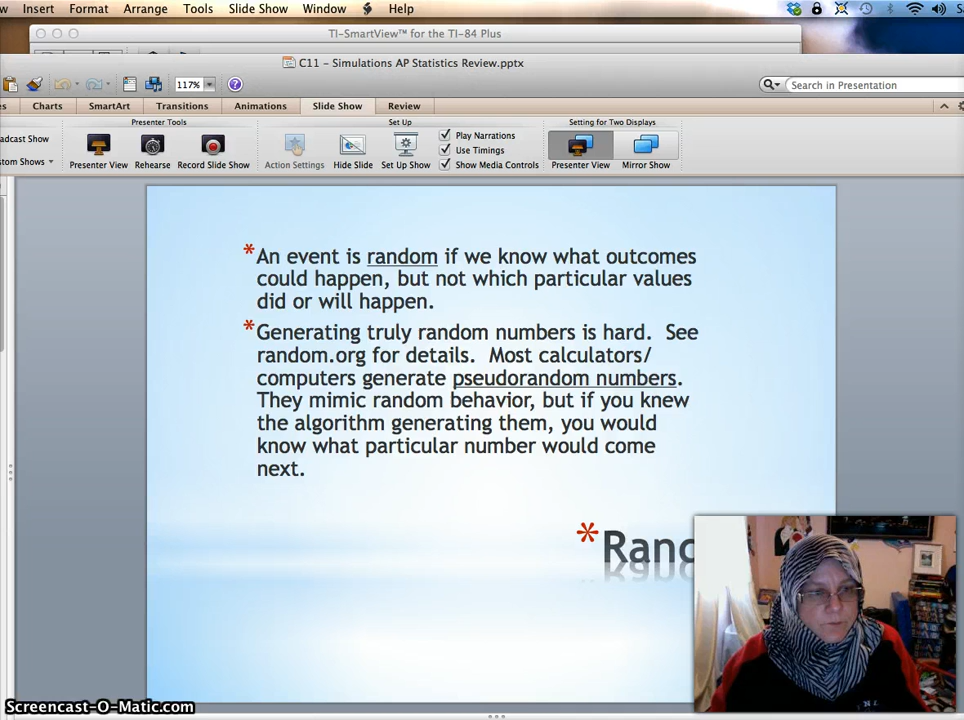 Insert Format Arrange Tools Slide Show Window Help
TI-SmartView™ for the TI-84 Plus
C11 – Simulations AP Statistics Review.pptx
117%
Search in Presentation
Charts SmartArt Transitions Animations Slide Show Review
Presenter Tools Set Up Setting for Two Displays
Presenter View Rehearse Record Slide Show Action Settings Hide Slide Set Up Show
Play Narrations
Use Timings
Show Media Controls
Presenter View Mirror Show
* An event is random if we know what outcomes
could happen, but not which particular values
did or will happen.
* Generating truly random numbers is hard. See
random.org for details. Most calculators/
computers generate pseudorandom numbers.
They mimic random behavior, but if you knew
the algorithm generating them, you would
know what particular number would come
next.
Screencast-O-Matic.com